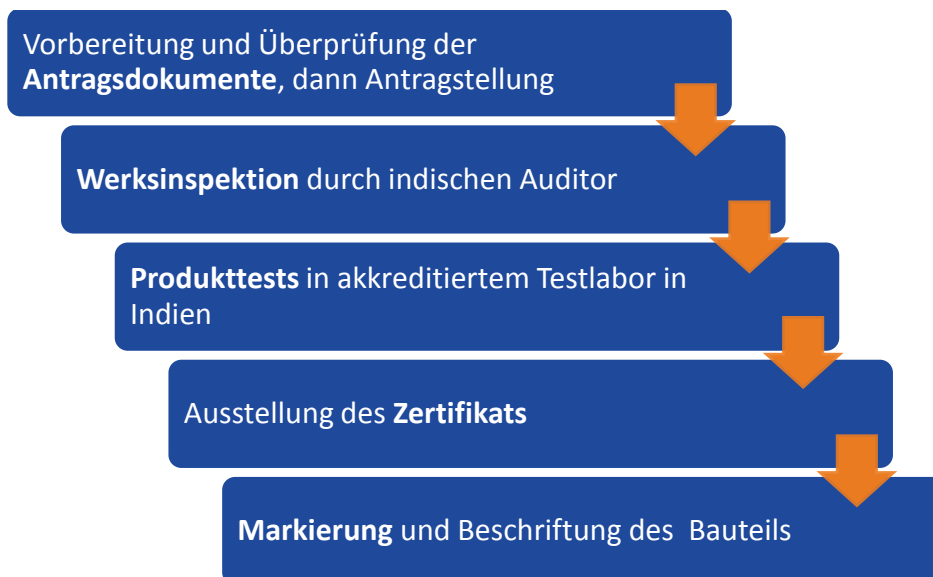 Vorbereitung und Überprüfung der
Antragsdokumente, dann Antragstellung
Werksinspektion durch indischen Auditor
Produkttests in akkreditiertem Testlabor in
Indien
Ausstellung des Zertifikats
Markierung und Beschriftung des Bauteils